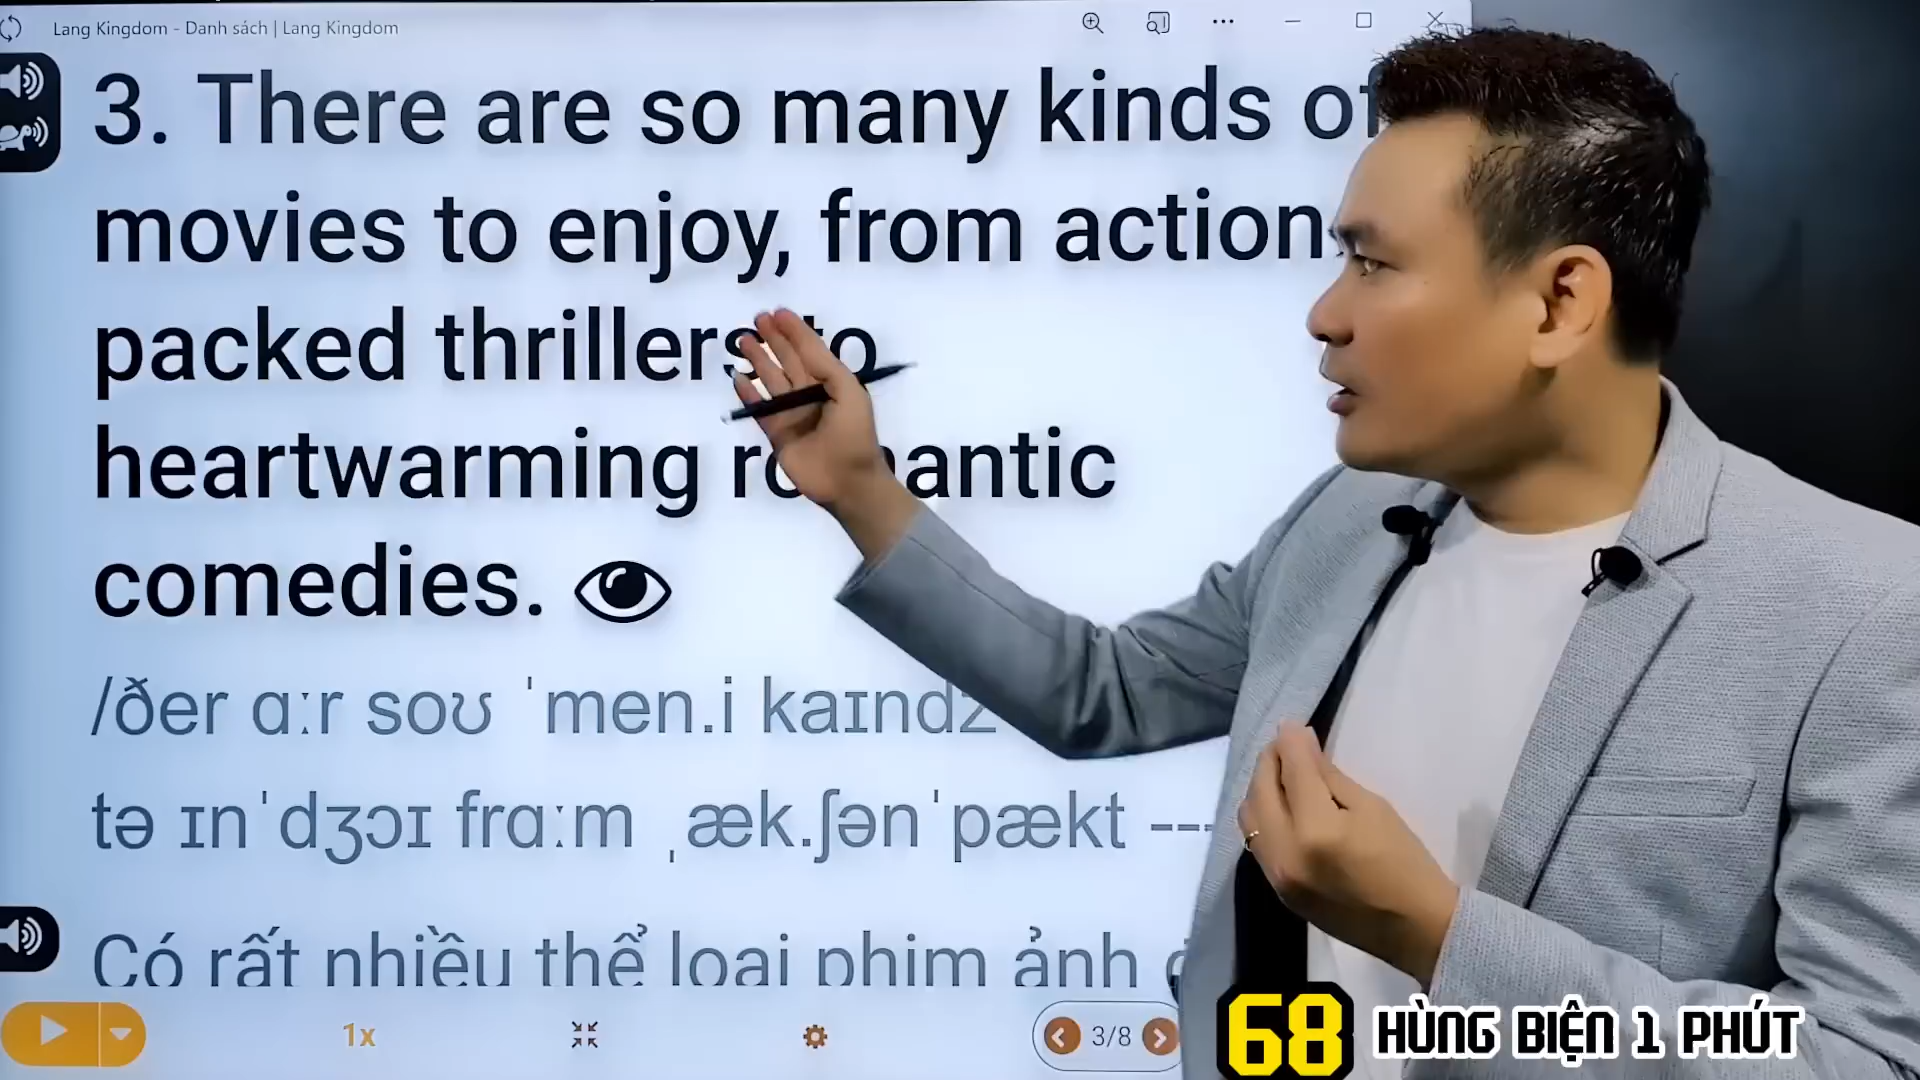 Lang Kingdom - Danh sách | Lang Kingdom
3. There are so many kinds of
movies to enjoy, from action
packed thrillers to
heartwarming romantic
comedies.
/ðer ɑːr soʊ ˈmen.i kaɪndz
tə ɪnˈdʒɔɪ frɑːm ˌæk.ʃənˈpækt ---
Có rất nhiều thể loại phim ảnh
1x
3/8
68 HÙNG BIỆN 1 PHÚT